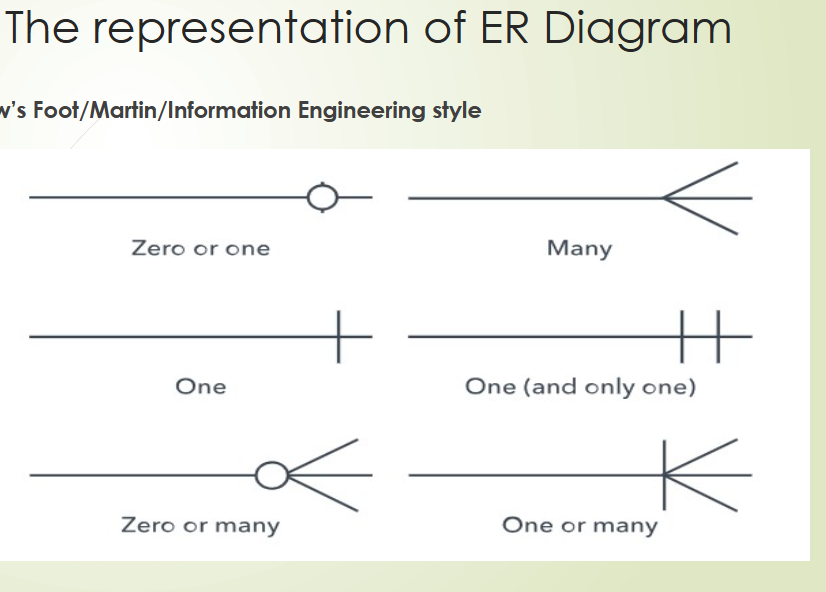 The representation of ER Diagram
w's Foot/Martin/Information Engineering style
Zero or one
Many
One
One (and only one)
Zero or many
One or many